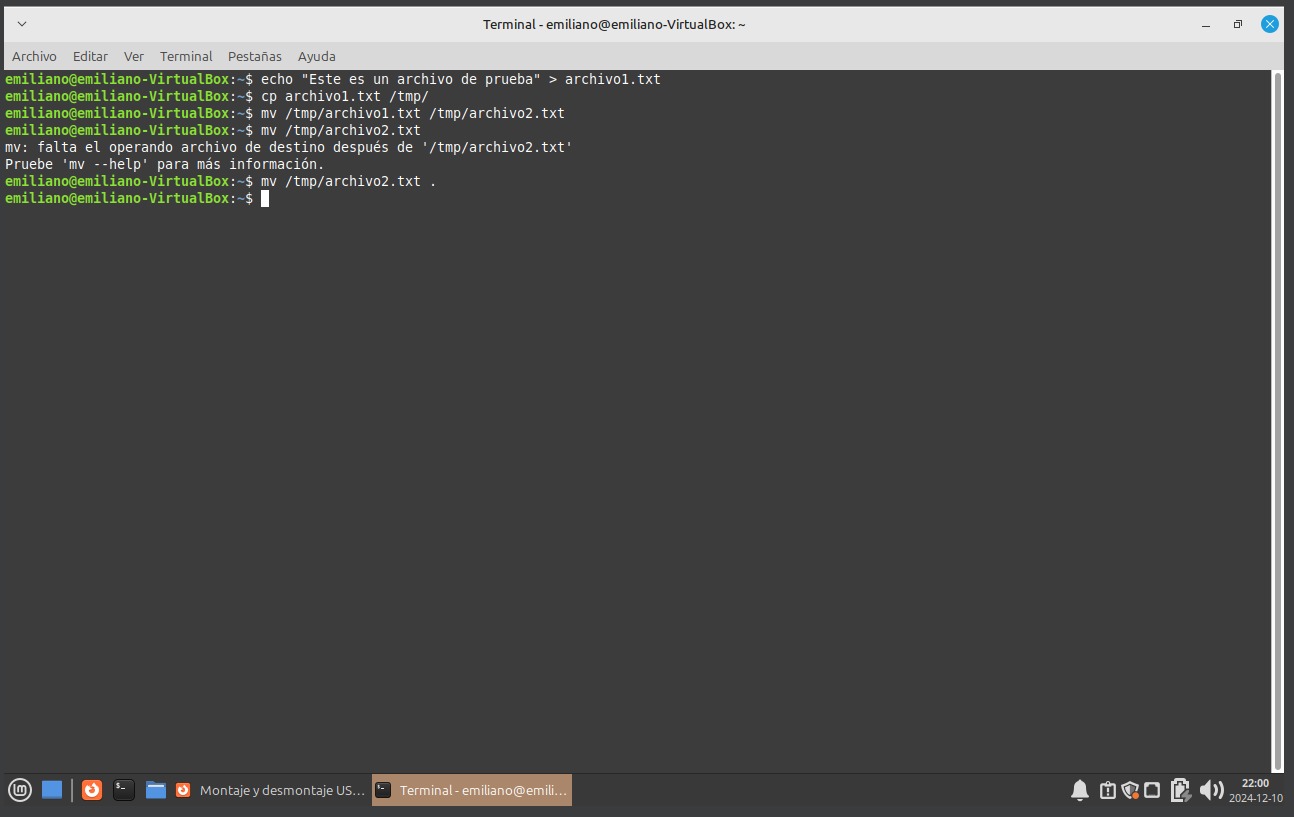 Terminal - emiliano@emiliano-VirtualBox: ~
Archivo Editar Ver Terminal Pestañas Ayuda
emiliano@emiliano-VirtualBox:~$ echo "Este es un archivo de prueba" > archivo1.txt
emiliano@emiliano-VirtualBox:~$ cp archivo1.txt /tmp/
emiliano@emiliano-VirtualBox:~$ mv /tmp/archivo1.txt /tmp/archivo2.txt
emiliano@emiliano-VirtualBox:~$ mv /tmp/archivo2.txt
mv: falta el operando archivo de destino después de '/tmp/archivo2.txt'
Pruebe 'mv --help' para más información.
emiliano@emiliano-VirtualBox:~$ mv /tmp/archivo2.txt .
emiliano@emiliano-VirtualBox:~$
Montaje y desmontaje US... Terminal - emiliano@emili... 22:00
2024-12-10